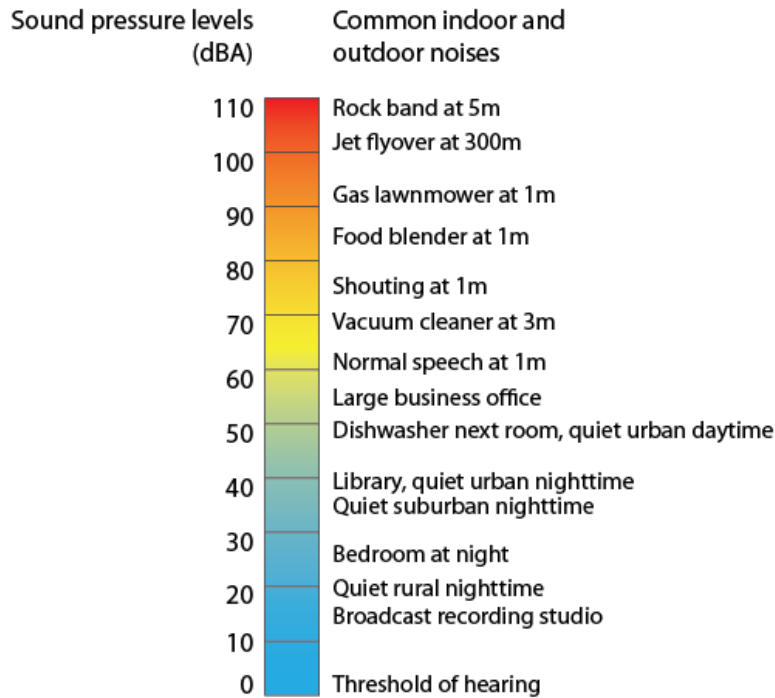 Sound pressure levels
(dBA)
Common indoor and
outdoor noises
110
Rock band at 5m
Jet flyover at 300m
100
Gas lawnmower at 1m
90
Food blender at 1m
80
Shouting at 1m
70
Vacuum cleaner at 3m
Normal speech at 1m
60
Large business office
50
Dishwasher next room, quiet urban daytime
40
Library, quiet urban nighttime
Quiet suburban nighttime
30
Bedroom at night
Quiet rural nighttime
20
Broadcast recording studio
10
0
Threshold of hearing